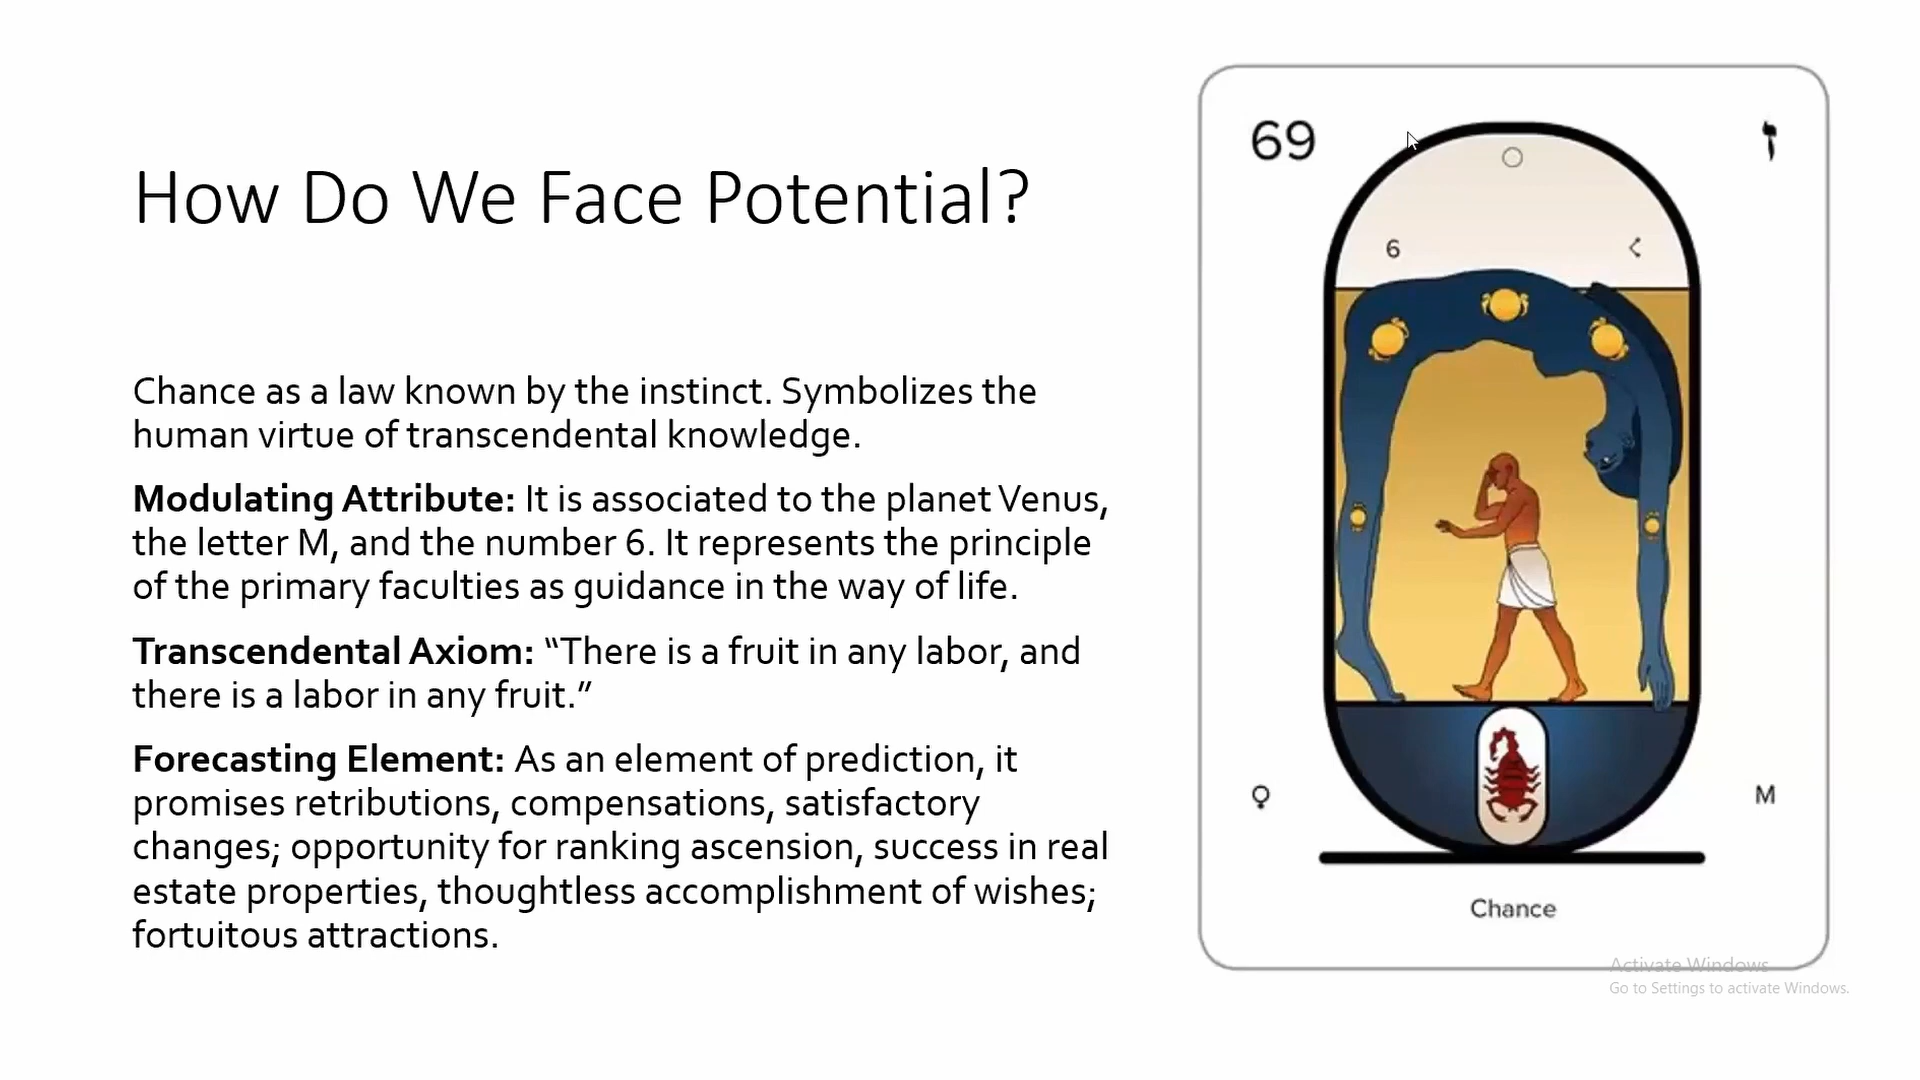 How Do We Face Potential?
Chance as a law known by the instinct. Symbolizes the
human virtue of transcendental knowledge.
Modulating Attribute: It is associated to the planet Venus,
the letter M, and the number 6. It represents the principle
of the primary faculties as guidance in the way of life.
Transcendental Axiom: “There is a fruit in any labor, and
there is a labor in any fruit.”
Forecasting Element: As an element of prediction, it
promises retributions, compensations, satisfactory
changes; opportunity for ranking ascension, success in real
estate properties, thoughtless accomplishment of wishes;
fortuitous attractions.
69
6
♀
M
Chance
Activate Windows
Go to Settings to activate Windows.